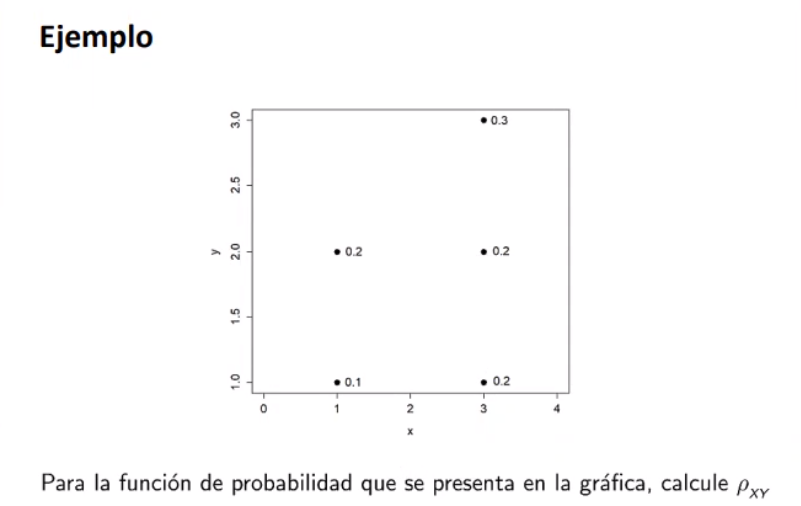 Ejemplo
3.0
0.3
2.5
y
2.0
0.2
0.2
1.5
1.0
0.1
0.2
0 1 2 3 4
x
Para la función de probabilidad que se presenta en la gráfica, calcule ρXY